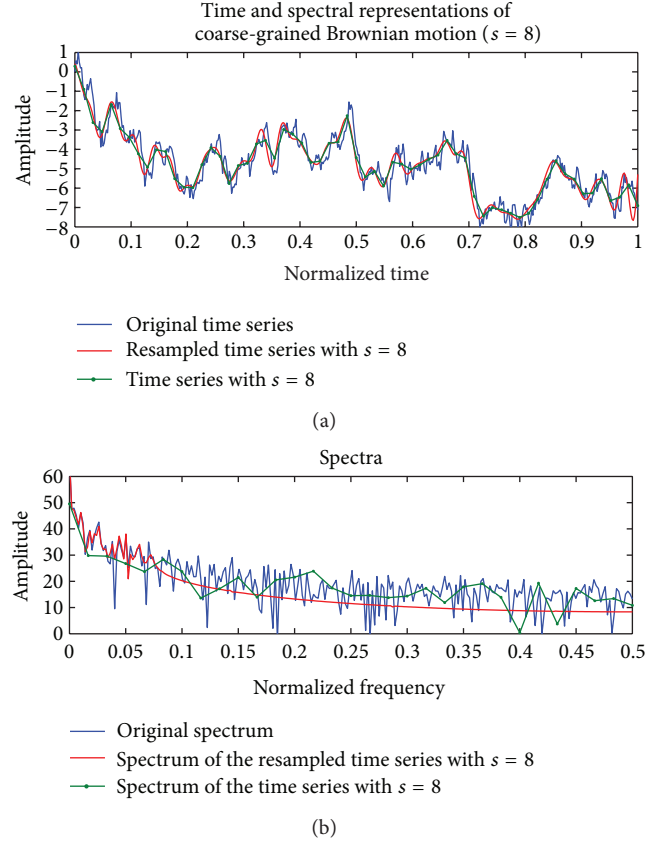 Time and spectral representations of
coarse-grained Brownian motion (s = 8)
Amplitude
1
0
−1
−2
−3
−4
−5
−6
−7
−8
0 0.1 0.2 0.3 0.4 0.5 0.6 0.7 0.8 0.9 1
Normalized time
Original time series
Resampled time series with s = 8
Time series with s = 8
(a)
Spectra
Amplitude
60
50
40
30
20
10
0
0 0.05 0.1 0.15 0.2 0.25 0.3 0.35 0.4 0.45 0.5
Normalized frequency
Original spectrum
Spectrum of the resampled time series with s = 8
Spectrum of the time series with s = 8
(b)